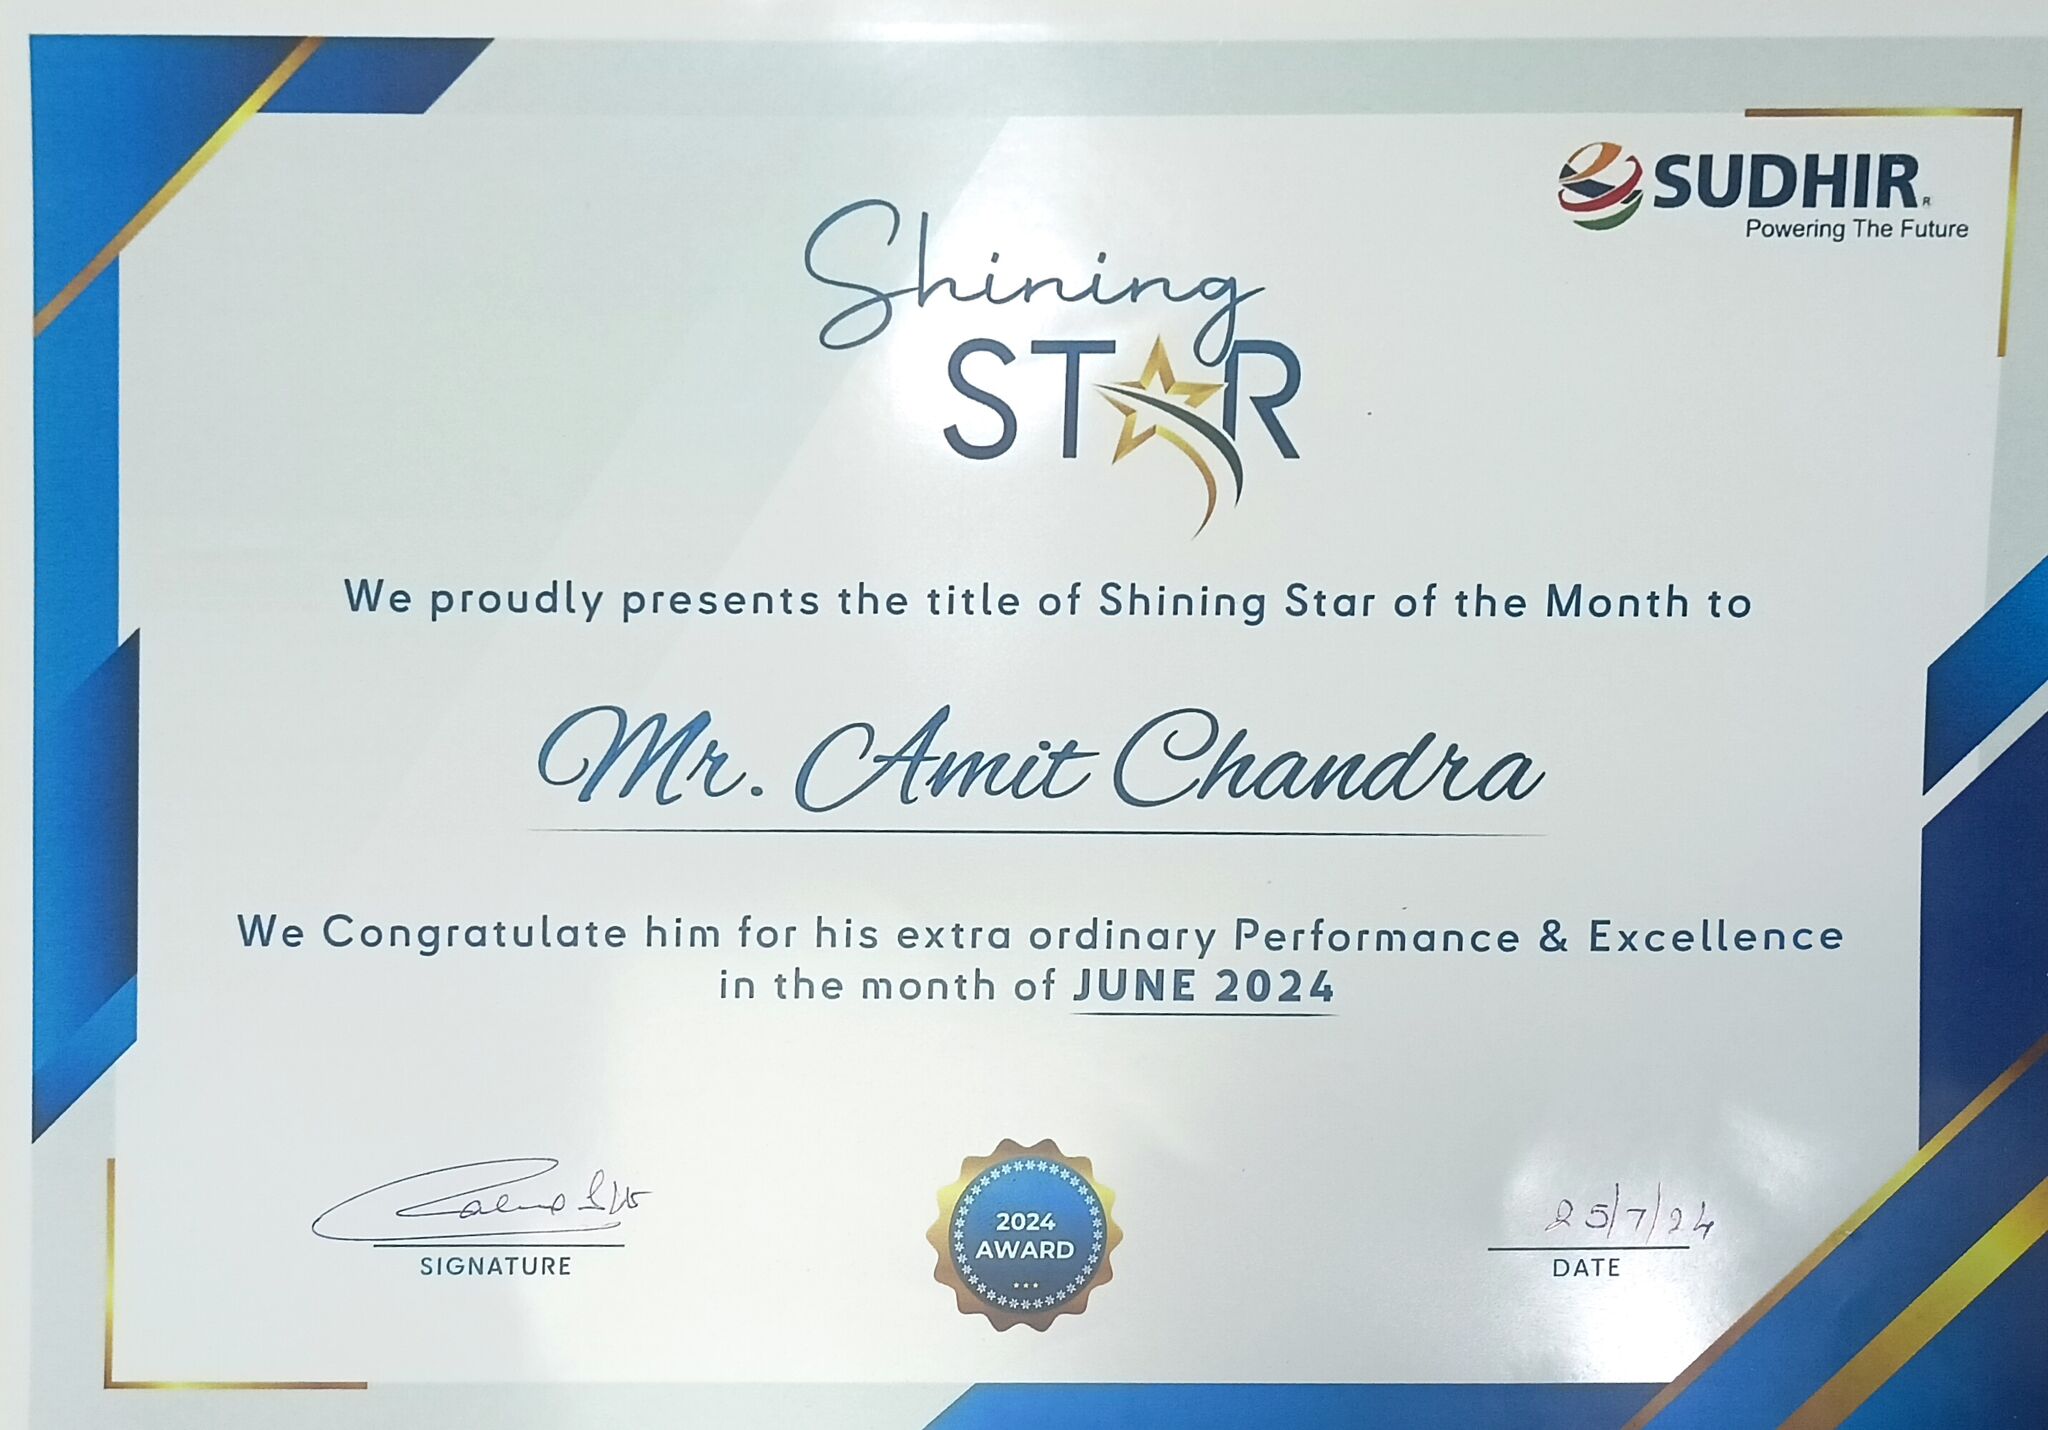 SUDHIR
Powering The Future
Shining
STAR
We proudly presents the title of Shining Star of the Month to
Mr. Amit Chandra
We Congratulate him for his extra ordinary Performance & Excellence
in the month of JUNE 2024
SIGNATURE
2024
AWARD
25/7/24
DATE